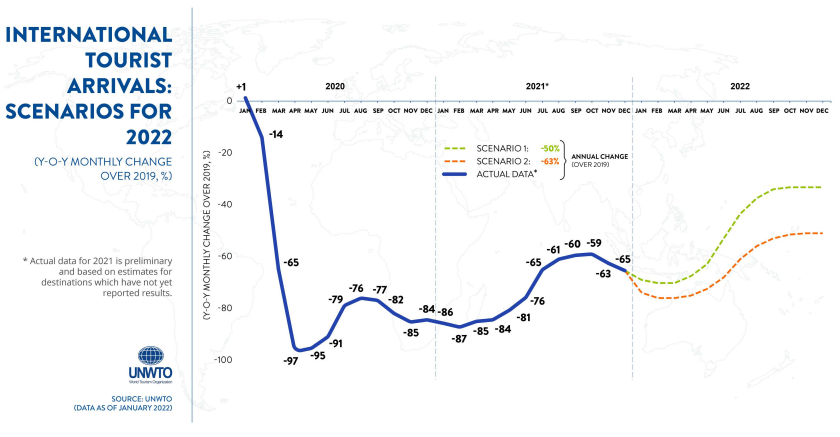 INTERNATIONAL
TOURIST
ARRIVALS:
SCENARIOS FOR
2022
(Y-O-Y MONTHLY CHANGE
OVER 2019, %)
* Actual data for 2021 is preliminary
and based on estimates for
destinations which have not yet
reported results.
UNWTO
World Tourism Organization
SOURCE: UNWTO
(DATA AS OF JANUARY 2022)
(Y-O-Y MONTHLY CHANGE OVER 2019, %)
2020 2021* 2022
+1
0
-20
-40
-60
-80
-100
JAN FEB MAR APR MAY JUN JUL AUG SEP OCT NOV DEC JAN FEB MAR APR MAY JUN JUL AUG SEP OCT NOV DEC JAN FEB MAR APR MAY JUN JUL AUG SEP OCT NOV DEC
SCENARIO 1: -50%
SCENARIO 2: -63%
ACTUAL DATA*
ANNUAL CHANGE
(OVER 2019)
-14
-65
-97
-95
-91
-79
-76
-77
-82
-85
-84
-86
-87
-85
-84
-81
-76
-65
-61
-60
-59
-63
-65